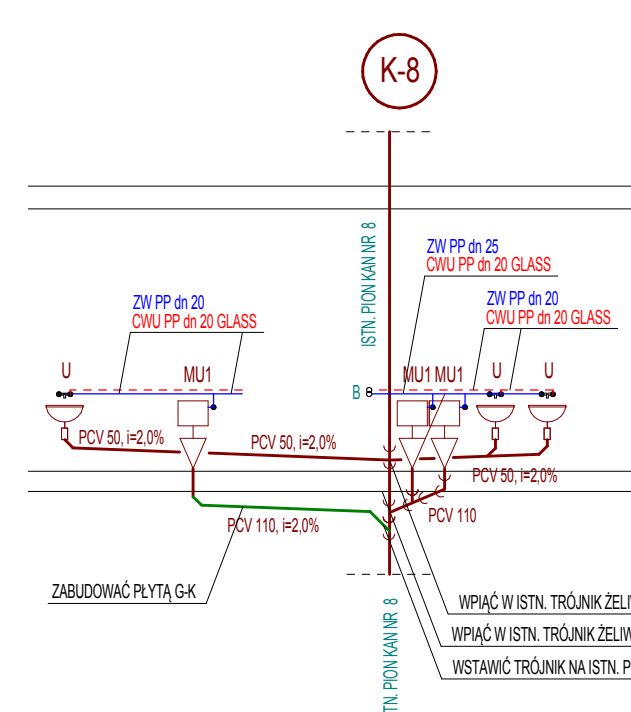 K-8
ISTN. PION KAN NR 8
ZW PP dn 25
CWU PP dn 20 GLASS
ZW PP dn 20
CWU PP dn 20 GLASS
ZW PP dn 20
CWU PP dn 20 GLASS
U
MU1
B
MU1
MU1
U
U
PCV 50, i=2,0%
PCV 50, i=2,0%
PCV 50, i=2,0%
PCV 110, i=2,0%
PCV 110
ZABUDOWAĆ PŁYTĄ G-K
WPIĄĆ W ISTN. TRÓJNIK
WPIĄĆ W ISTN. TRÓJNIK
WSTAWIĆ TRÓJNIK NA ISTN.
PION KAN NR 8